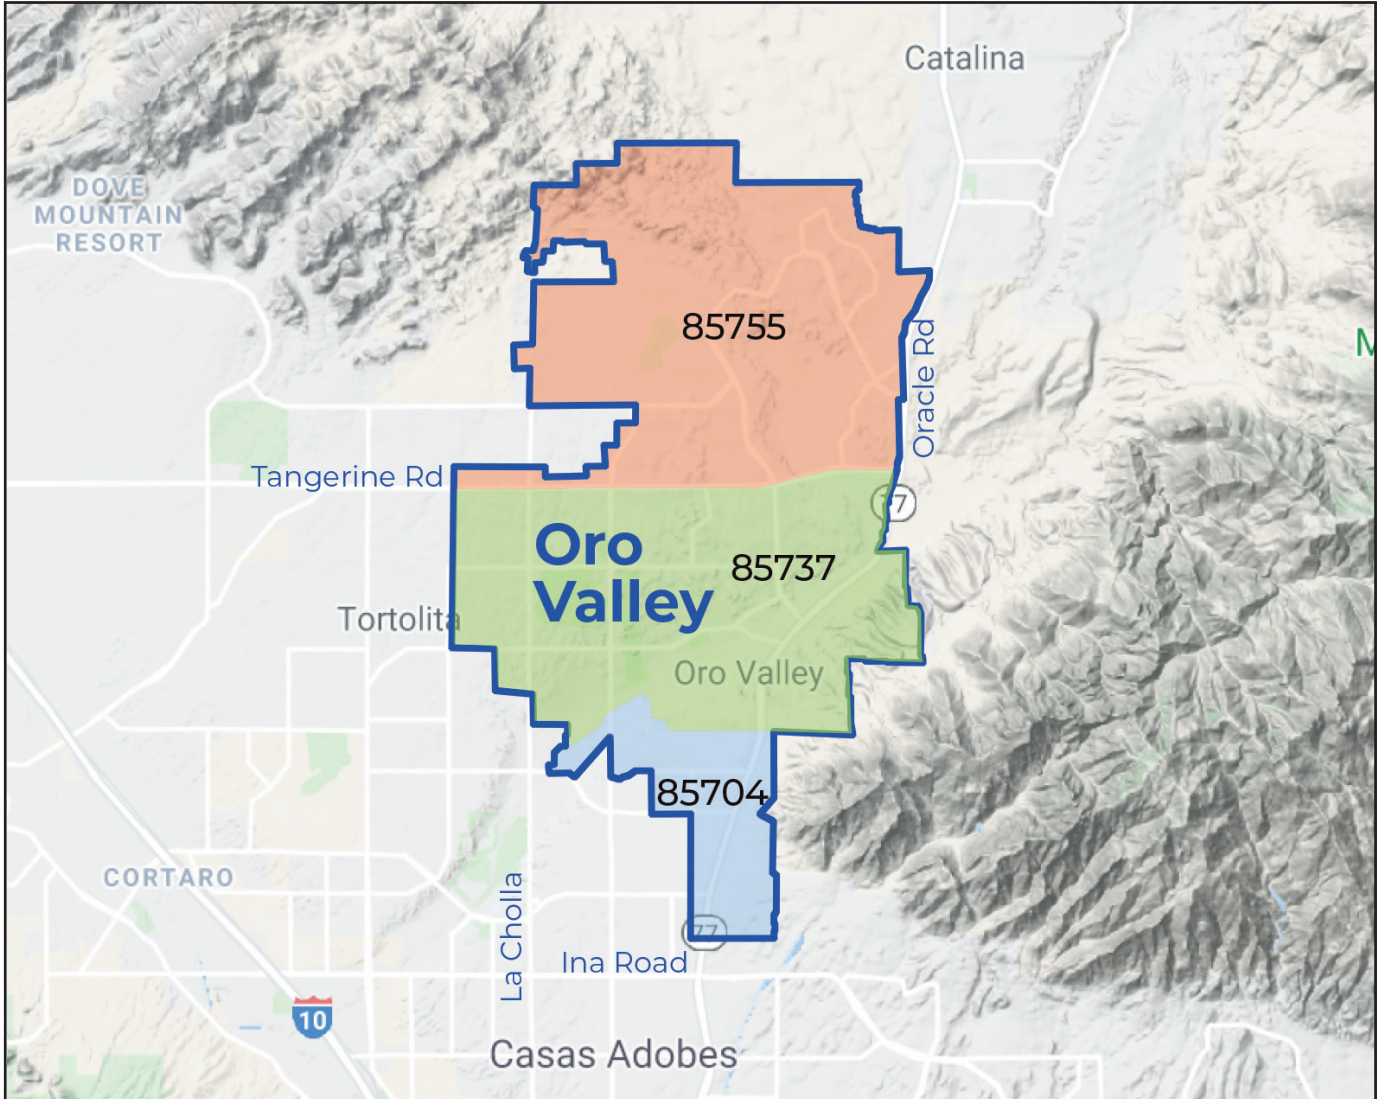 Catalina
DOVE
MOUNTAIN
RESORT
85755
Oracle Rd
M
Tangerine Rd
77
Oro
Valley
85737
Tortolita
Oro Valley
85704
CORTARO
La Cholla
77
Ina Road
10
Casas Adobes